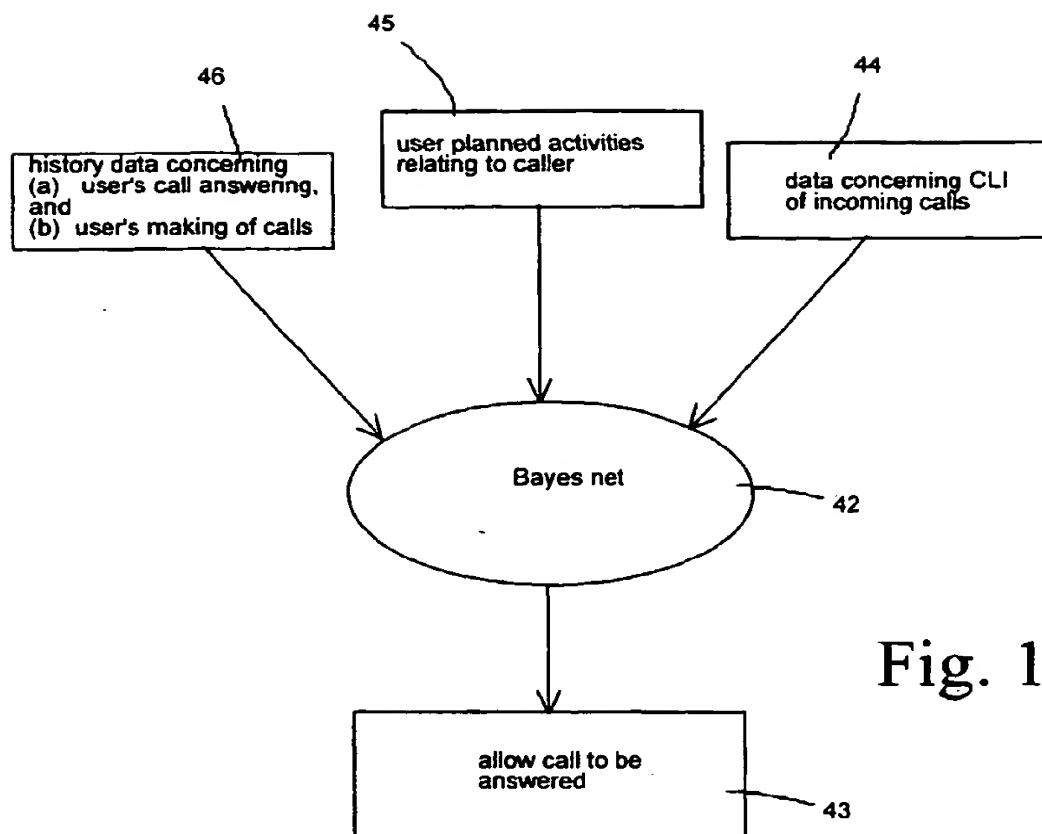 45
46
44
history data concerning
(a) user's call answering,
and
(b) user's making of calls
user planned activities
relating to caller
data concerning CLI
of incoming calls
Bayes net
42
Fig. 1
allow call to be
answered
43